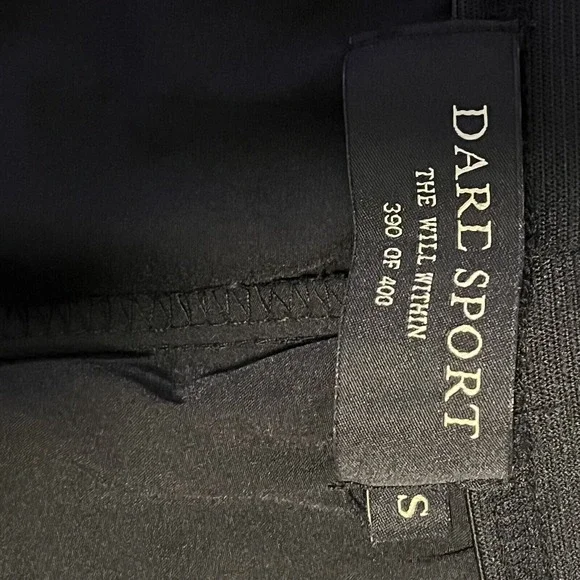 DARE SPORT
THE WILL WITHIN
390 OF 400
S